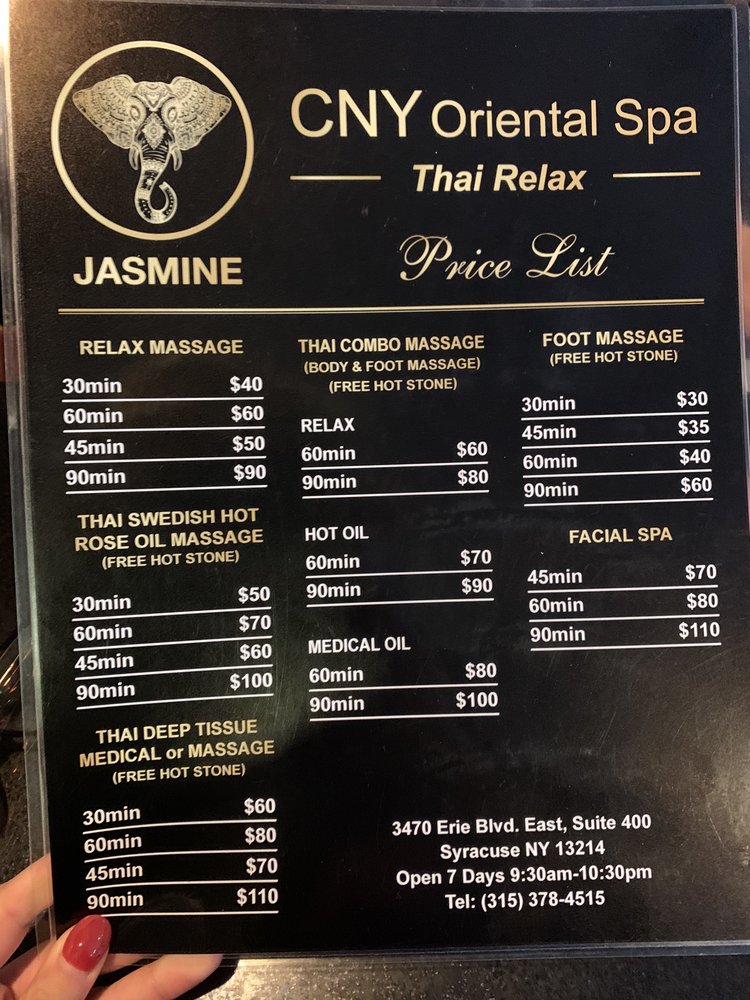 JASMINE
CNY Oriental Spa
Thai Relax
Price List
RELAX MASSAGE
30min $40
60min $60
45min $50
90min $90
THAI SWEDISH HOT
ROSE OIL MASSAGE
(FREE HOT STONE)
30min $50
60min $70
45min $60
90min $100
THAI DEEP TISSUE
MEDICAL or MASSAGE
(FREE HOT STONE)
30min $60
60min $80
45min $70
90min $110
THAI COMBO MASSAGE
(BODY & FOOT MASSAGE)
(FREE HOT STONE)
RELAX
60min $60
90min $80
HOT OIL
60min $70
90min $90
MEDICAL OIL
60min $80
90min $100
FOOT MASSAGE
(FREE HOT STONE)
30min $30
45min $35
60min $40
90min $60
FACIAL SPA
45min $70
60min $80
90min $110
3470 Erie Blvd. East, Suite 400
Syracuse NY 13214
Open 7 Days 9:30am-10:30pm
Tel: (315) 378-4515